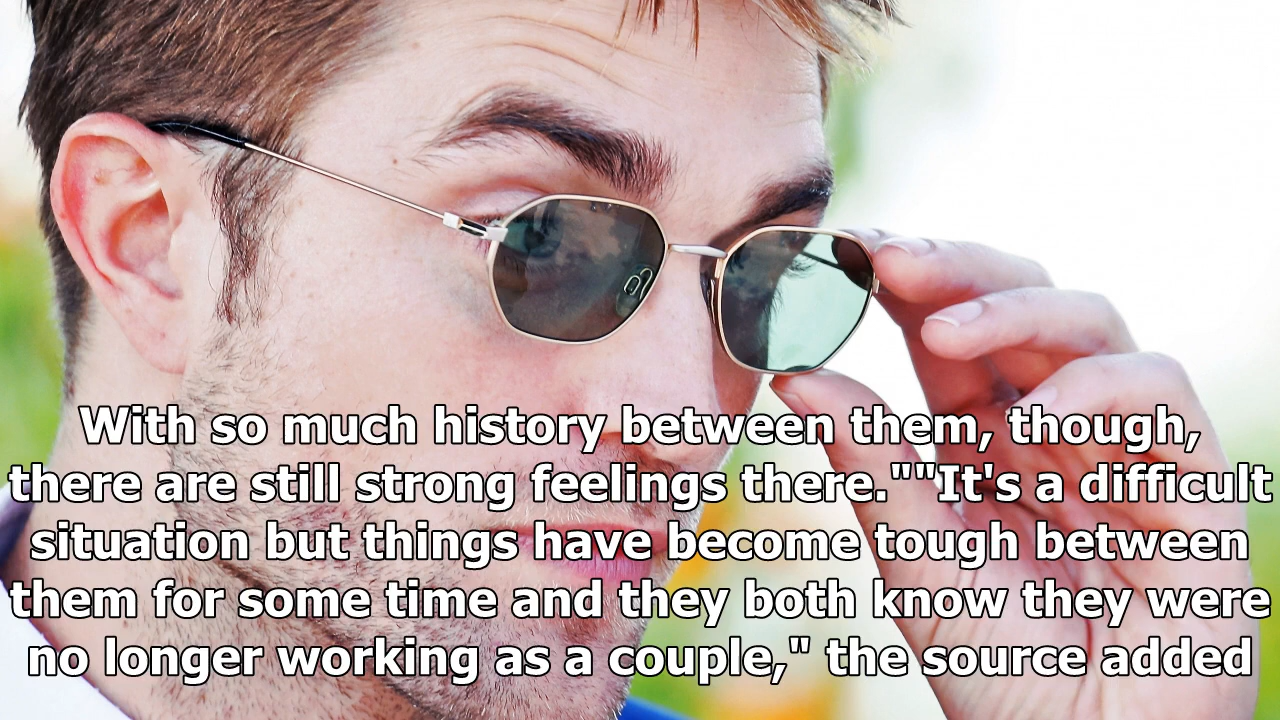 With so much history between them, though,
there are still strong feelings there.""It's a difficult
situation but things have become tough between
them for some time and they both know they were
no longer working as a couple," the source added